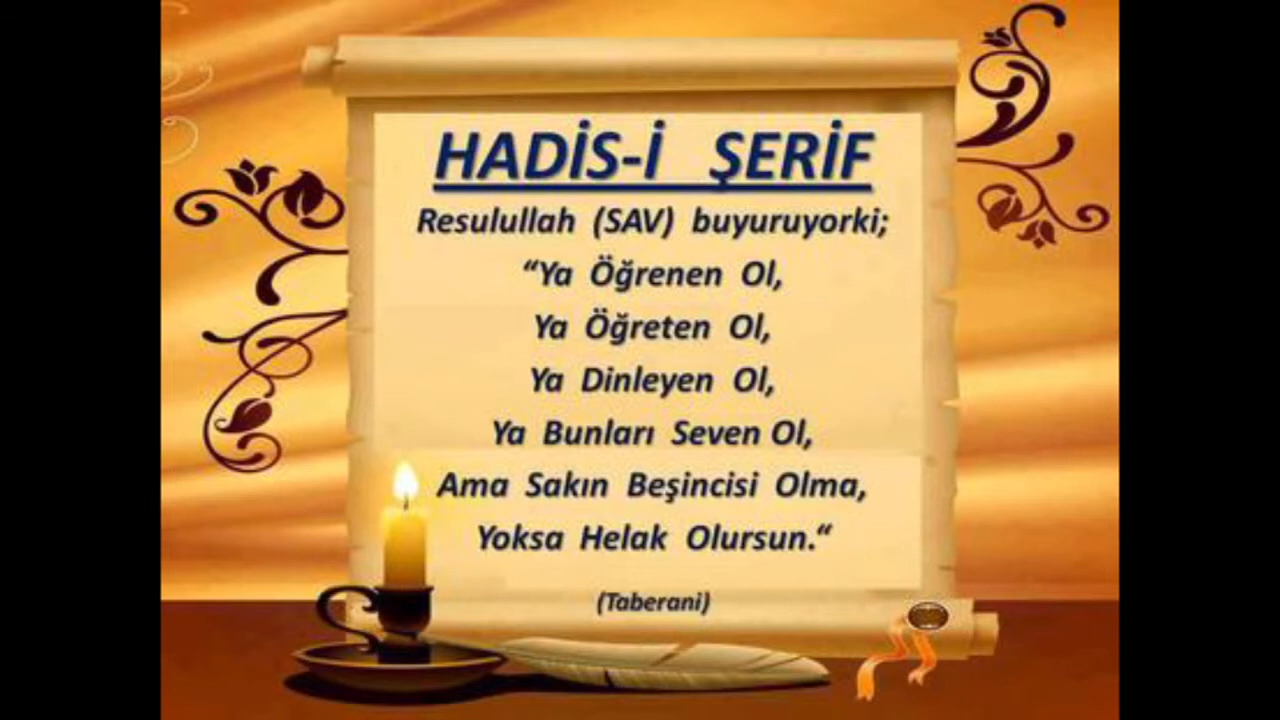 HADİS-İ ŞERİF
Resulullah (SAV) buyuruyorki;
“Ya Öğrenen Ol,
Ya Öğreten Ol,
Ya Dinleyen Ol,
Ya Bunları Seven Ol,
Ama Sakın Beşincisi Olma,
Yoksa Helak Olursun.“
(Taberani)